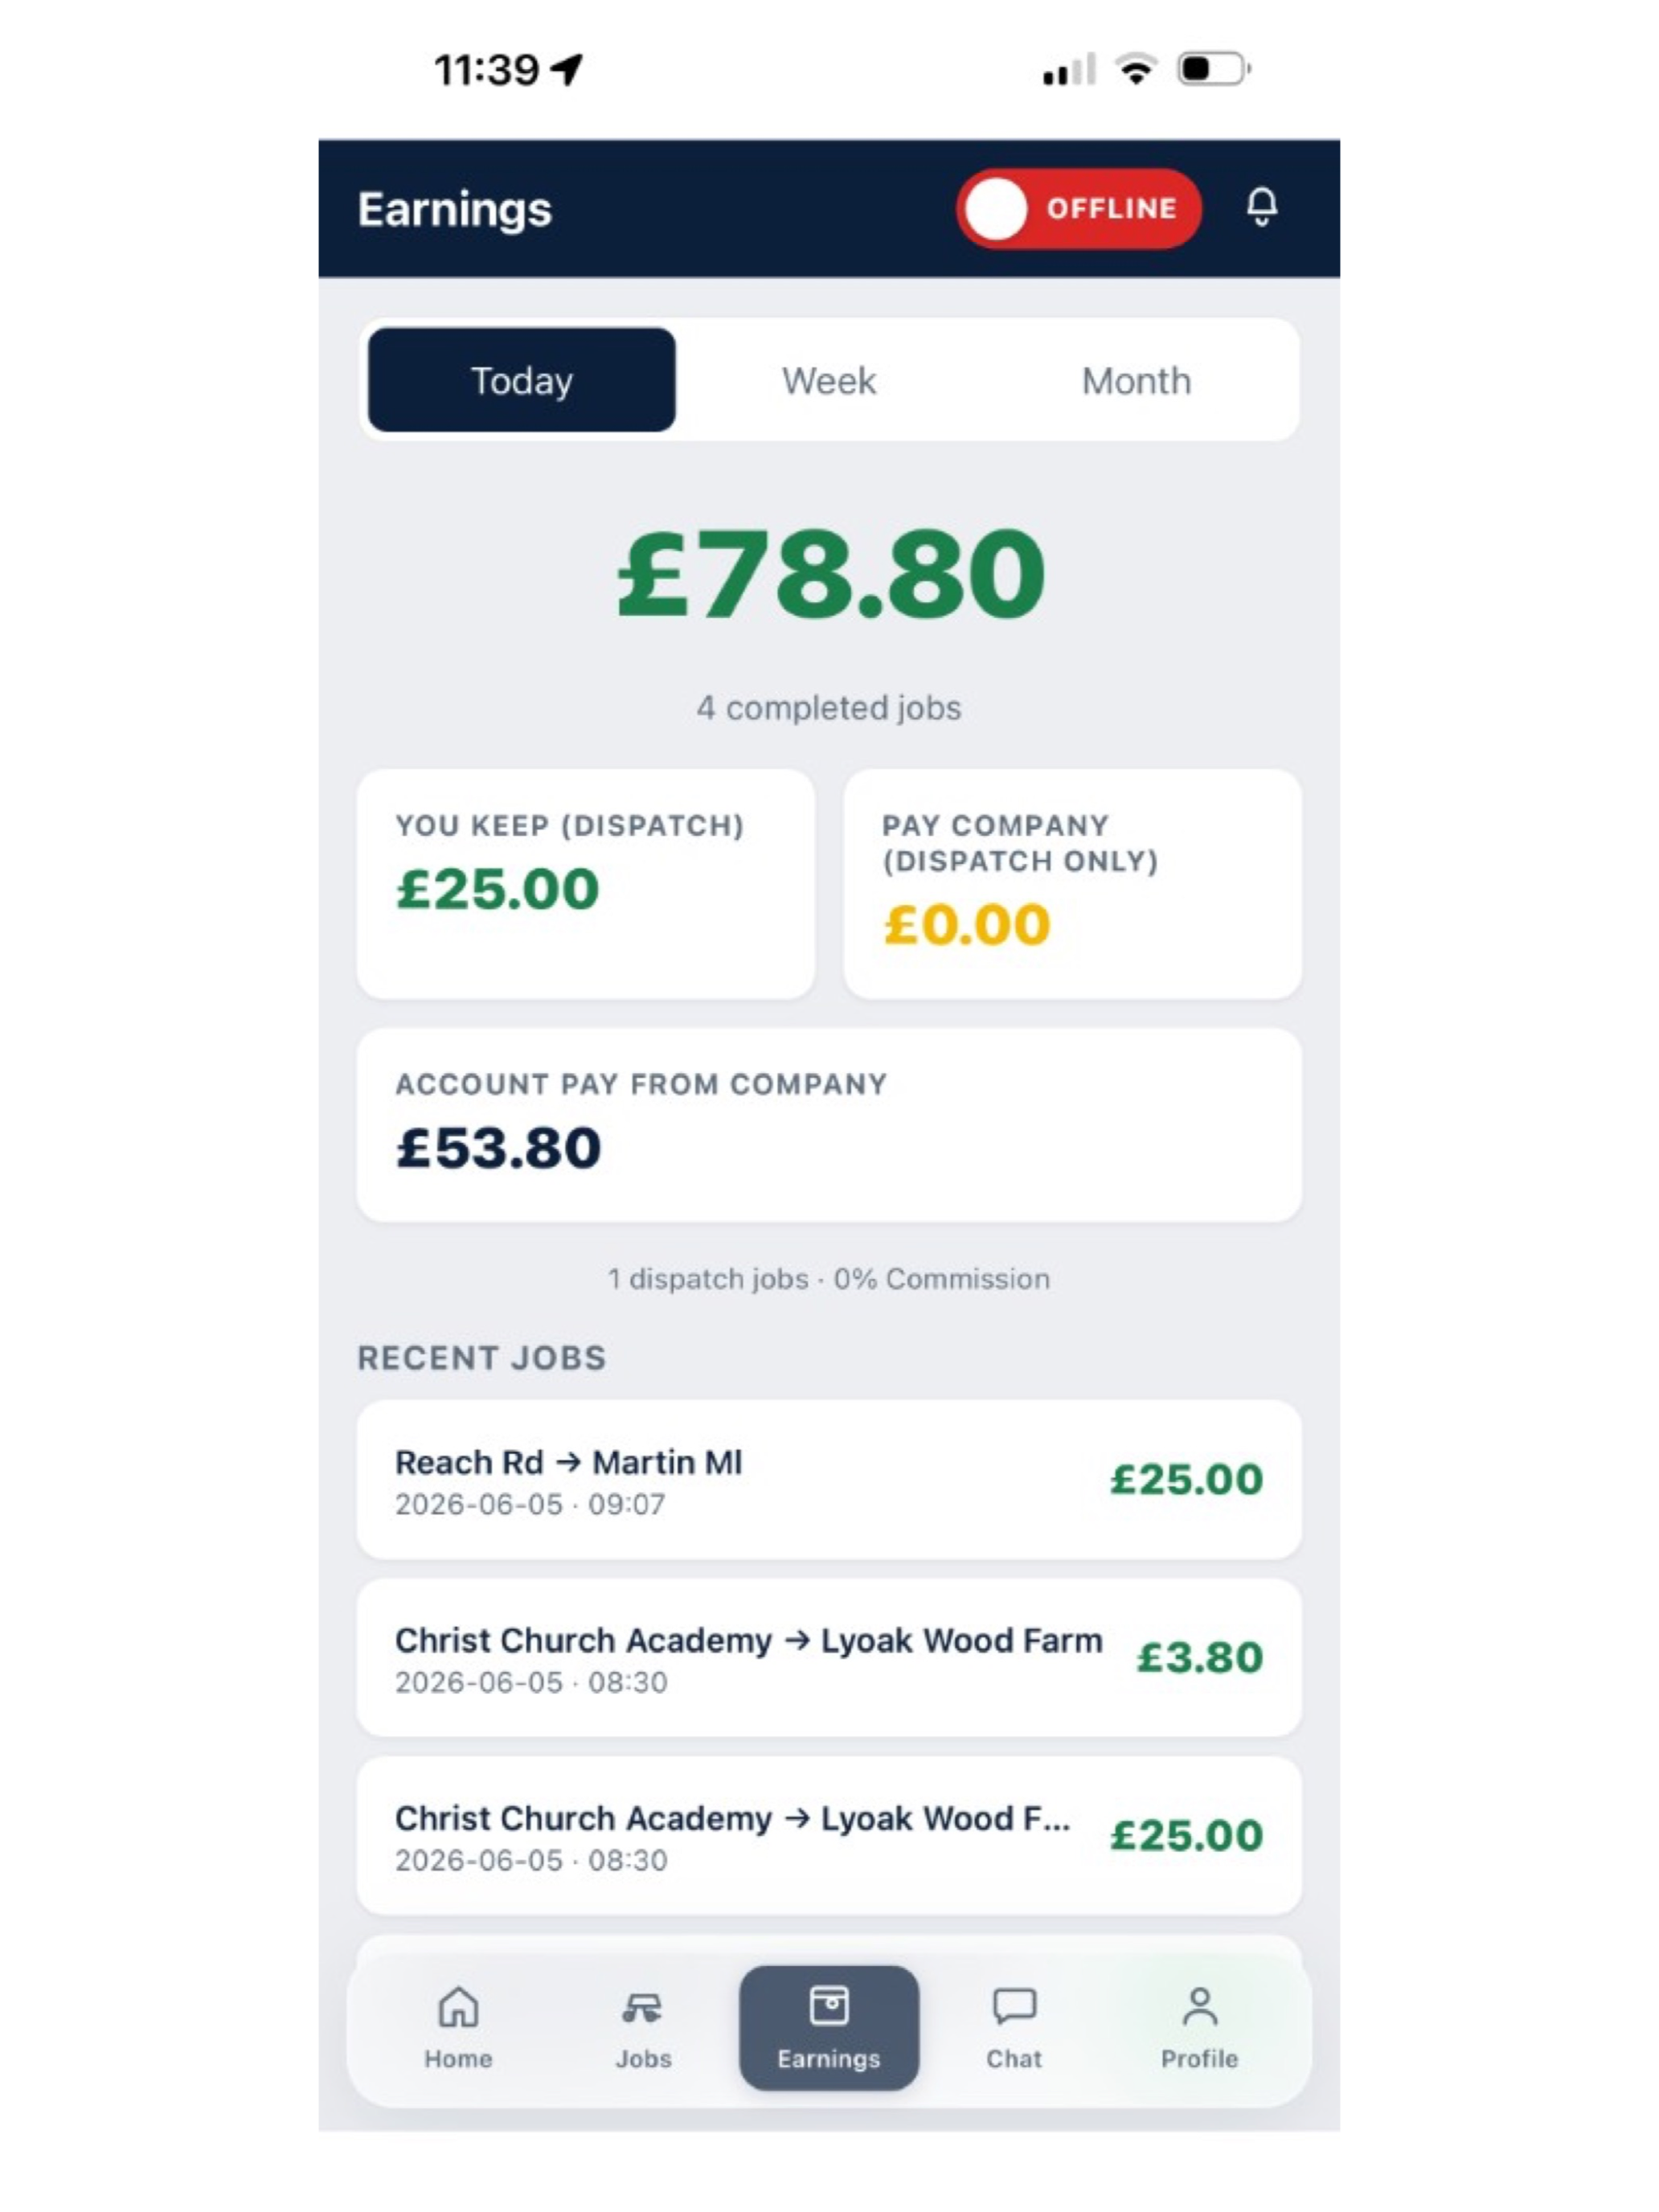 11:39
Earnings
OFFLINE
Today
Week
Month
£78.80
4 completed jobs
YOU KEEP (DISPATCH)
£25.00
PAY COMPANY
(DISPATCH ONLY)
£0.00
ACCOUNT PAY FROM COMPANY
£53.80
1 dispatch jobs · 0% Commission
RECENT JOBS
Reach Rd → Martin Ml
2026-06-05 · 09:07
£25.00
Christ Church Academy → Lyoak Wood Farm
2026-06-05 · 08:30
£3.80
Christ Church Academy → Lyoak Wood F...
2026-06-05 · 08:30
£25.00
Home
Jobs
Earnings
Chat
Profile